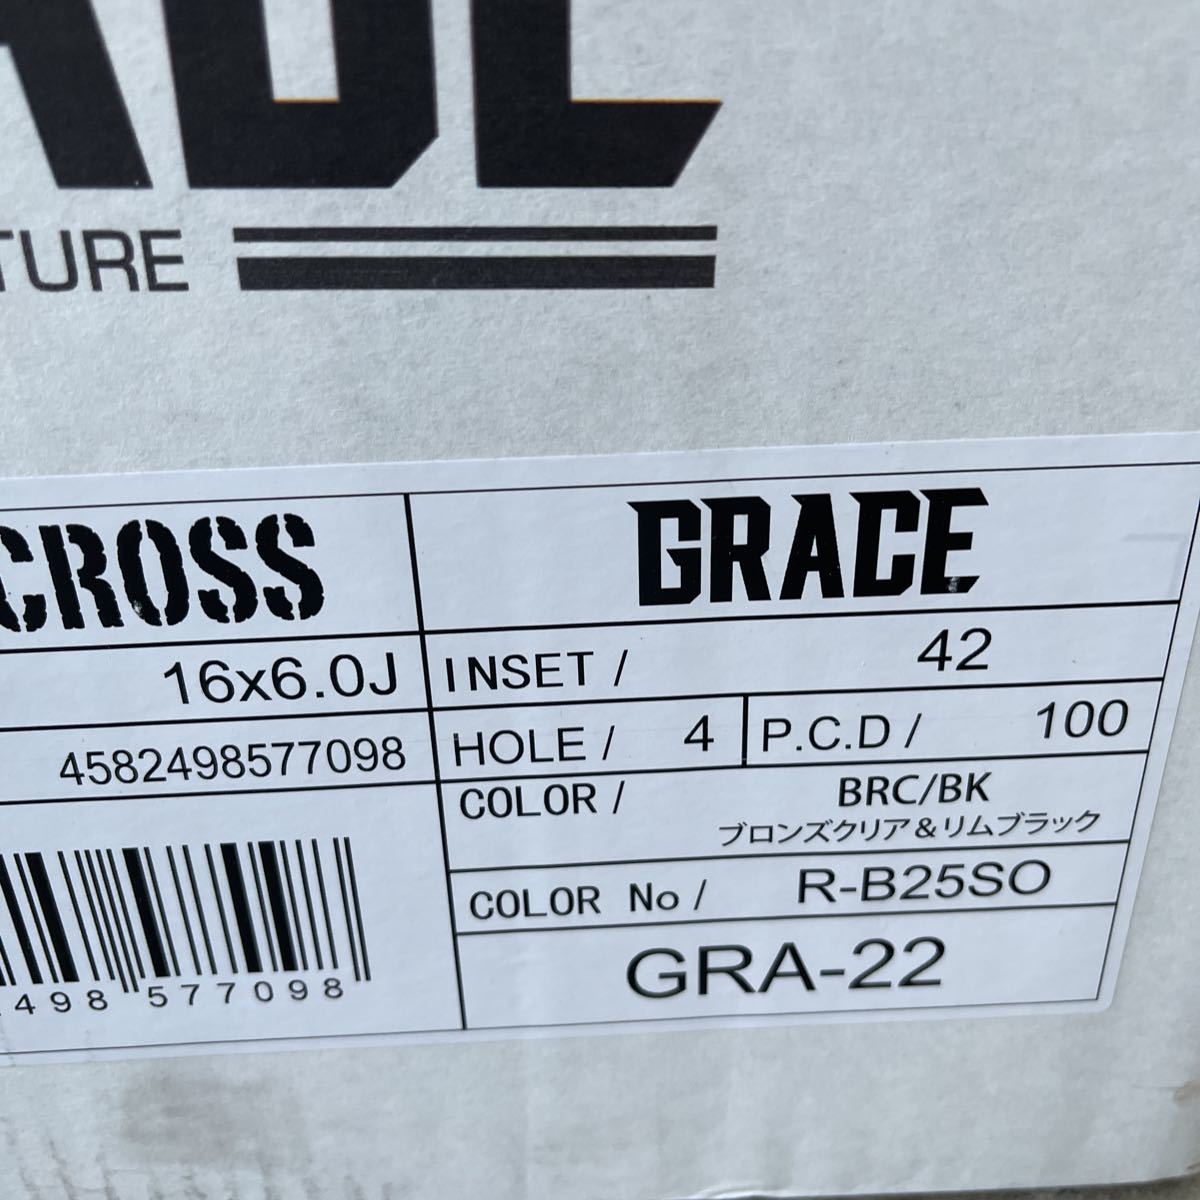 TURE
CROSS
GRACE
16x6.0J
INSET / 42
4582498577098
HOLE / 4
P.C.D / 100
COLOR / BRC/BK
ブロンズクリア＆リムブラック
COLOR No / R-B25SO
GRA-22
498 577098